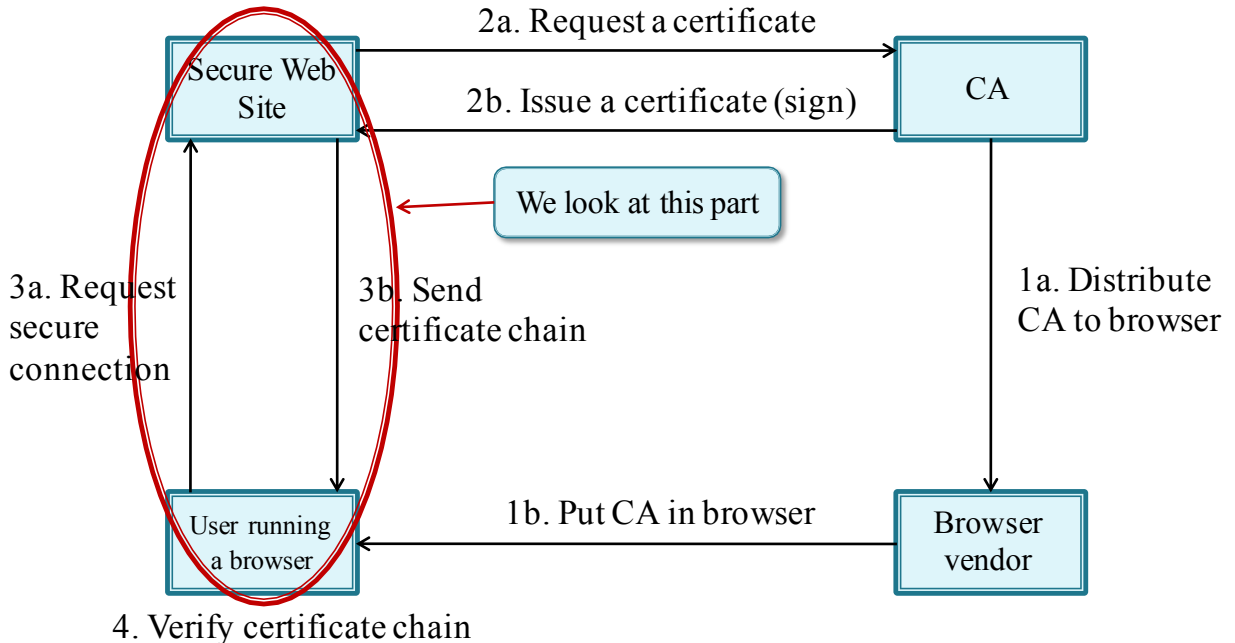 2a. Request a certificate
Secure Web
Site
CA
2b. Issue a certificate (sign)
We look at this part
3a. Request
secure
connection
3b. Send
certificate chain
1a. Distribute
CA to browser
User running
a browser
1b. Put CA in browser
Browser
vendor
4. Verify certificate chain